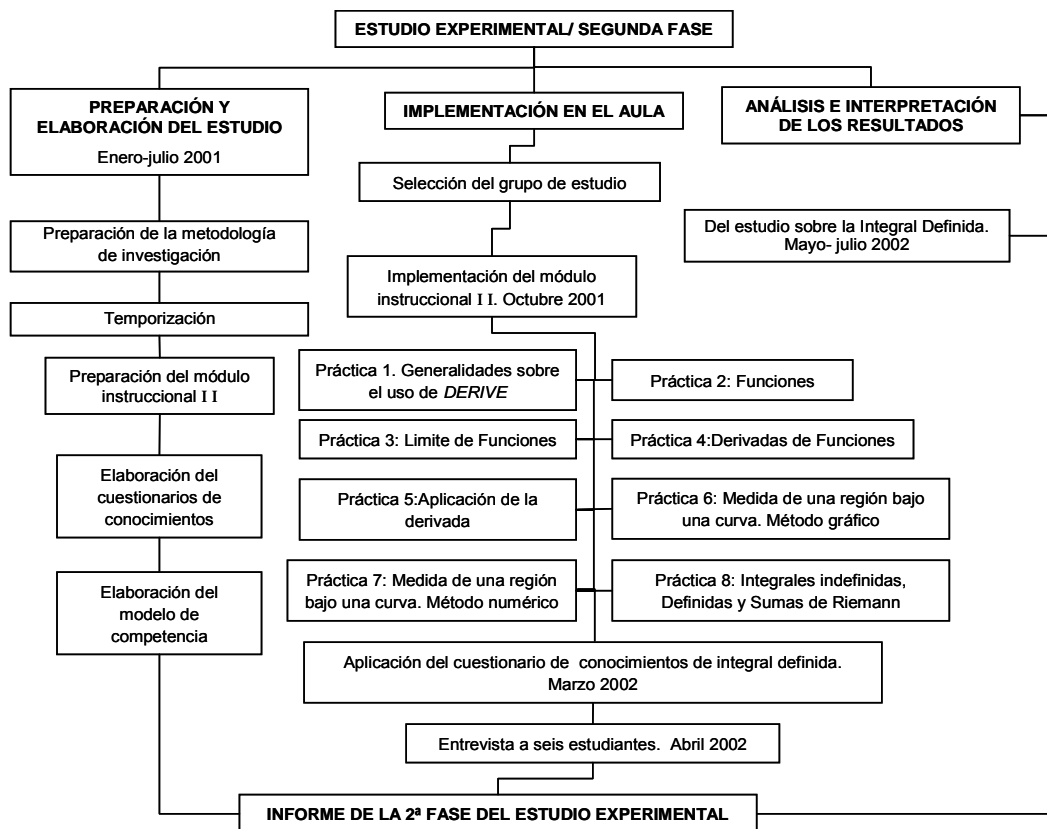 ESTUDIO EXPERIMENTAL/ SEGUNDA FASE
PREPARACIÓN Y
ELABORACIÓN DEL ESTUDIO
Enero-julio 2001
IMPLEMENTACIÓN EN EL AULA
ANÁLISIS E INTERPRETACIÓN
DE LOS RESULTADOS
Selección del grupo de estudio
Preparación de la metodología
de investigación
Del estudio sobre la Integral Definida.
Mayo- julio 2002
Implementación del módulo
instruccional I I. Octubre 2001
Temporización
Preparación del módulo
instruccional I I
Práctica 1. Generalidades sobre
el uso de DERIVE
Práctica 2: Funciones
Práctica 3: Limite de Funciones
Práctica 4:Derivadas de Funciones
Elaboración del
cuestionarios de
conocimientos
Práctica 5:Aplicación de la
derivada
Práctica 6: Medida de una región bajo
una curva. Método gráfico
Práctica 7: Medida de una región
bajo una curva. Método numérico
Práctica 8: Integrales indefinidas,
Definidas y Sumas de Riemann
Elaboración del
modelo de
competencia
Aplicación del cuestionario de conocimientos de integral definida.
Marzo 2002
Entrevista a seis estudiantes. Abril 2002
INFORME DE LA 2ª FASE DEL ESTUDIO EXPERIMENTAL